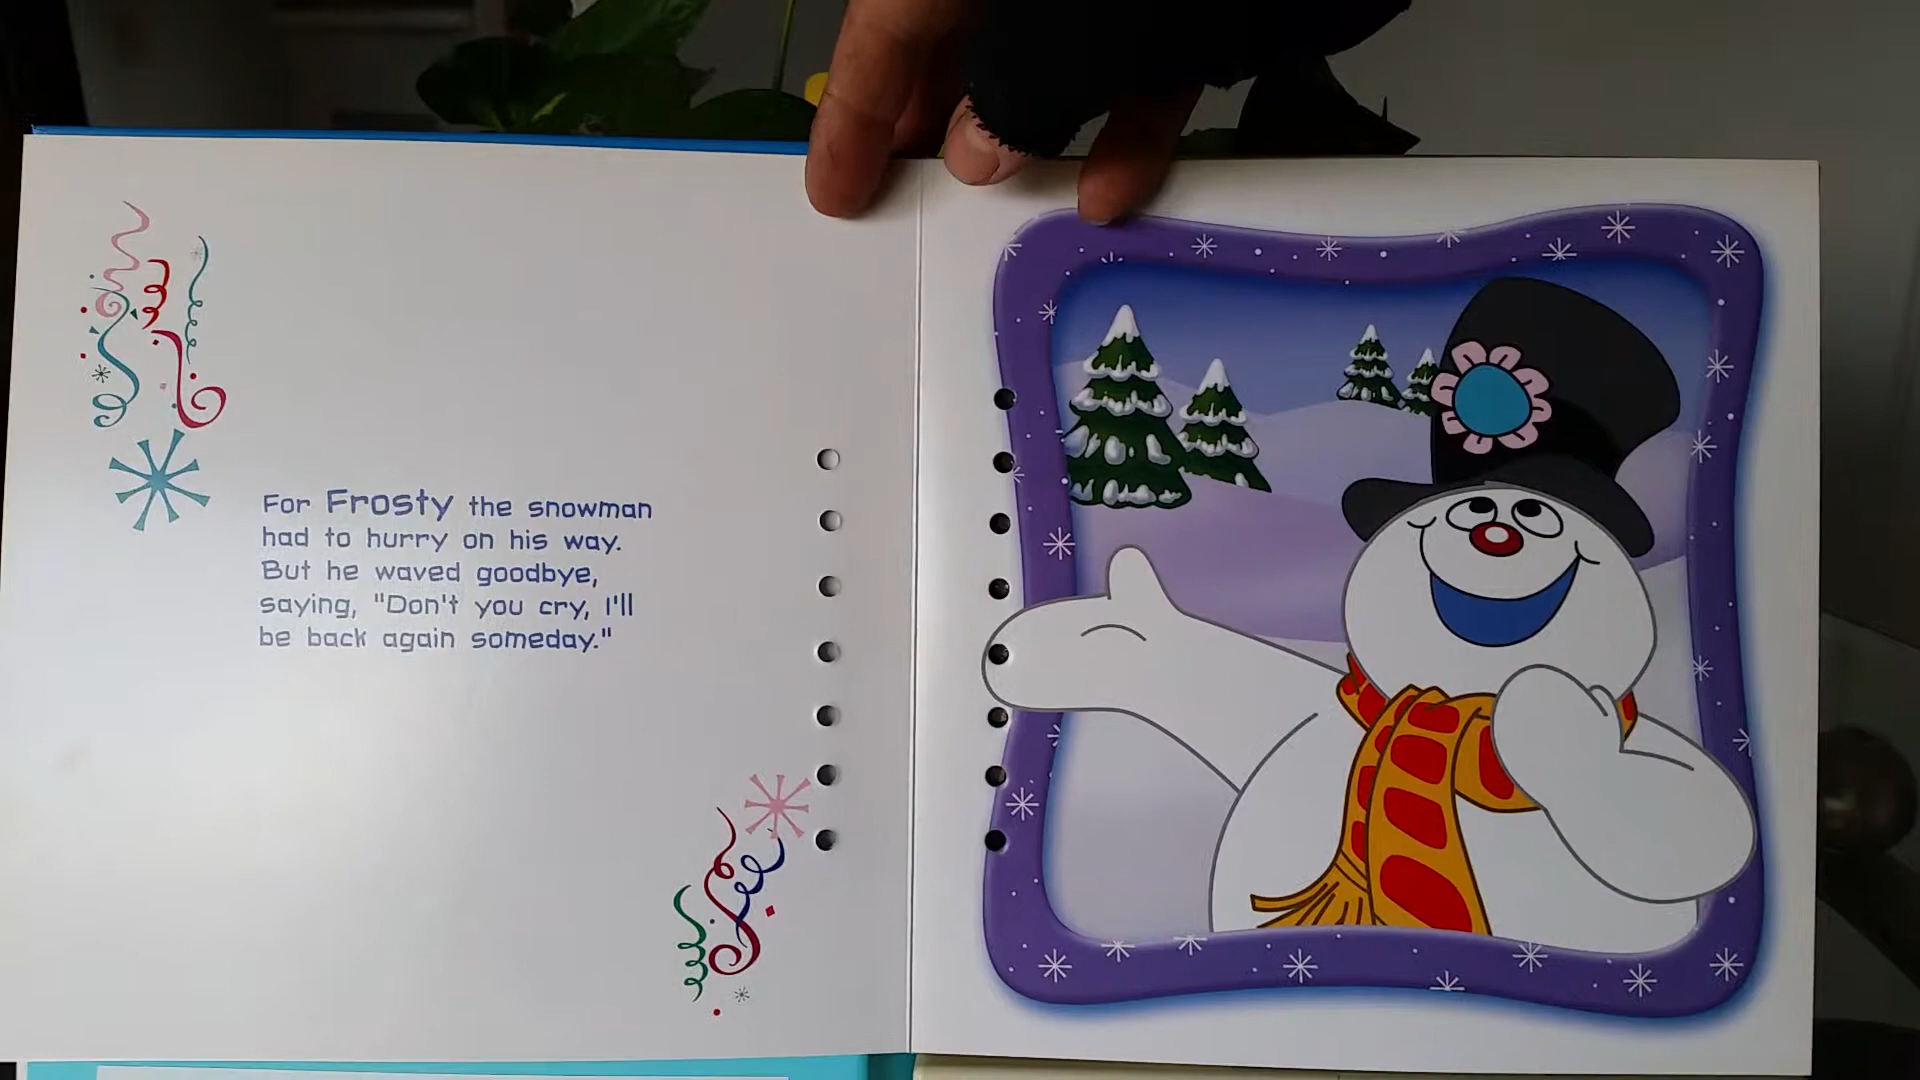 For Frosty the snowman
had to hurry on his way.
But he waved goodbye,
saying, "Don't you cry, I'll
be back again someday."